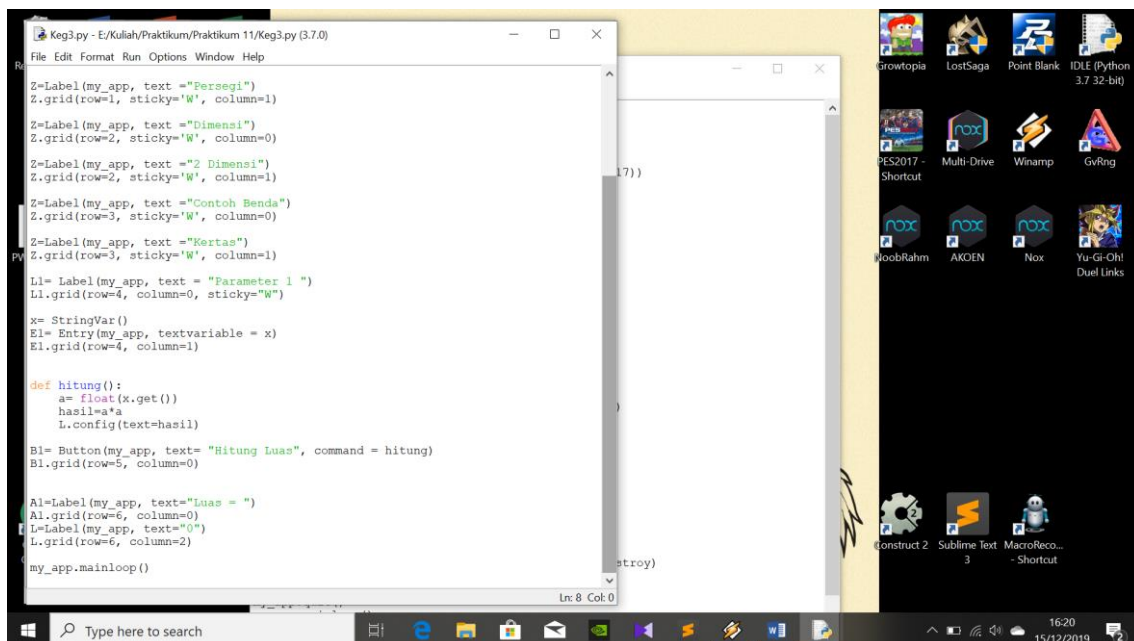 Keg3.py - E:/Kuliah/Praktikum/Praktikum 11/Keg3.py (3.7.0)
File Edit Format Run Options Window Help
Z=Label(my_app, text ="Persegi")
Z.grid(row=1, sticky='W', column=1)
Z=Label(my_app, text ="Dimensi")
Z.grid(row=2, sticky='W', column=0)
Z=Label(my_app, text ="2 Dimensi")
Z.grid(row=2, sticky='W', column=1)
Z=Label(my_app, text ="Contoh Benda")
Z.grid(row=3, sticky='W', column=0)
Z=Label(my_app, text ="Kertas")
Z.grid(row=3, sticky='W', column=1)
L1= Label(my_app, text = "Parameter 1 ")
L1.grid(row=4, column=0, sticky="W")
x= StringVar()
E1= Entry(my_app, textvariable = x)
E1.grid(row=4, column=1)
def hitung():
    a= float(x.get())
    hasil=a*a
    L.config(text=hasil)
B1= Button(my_app, text= "Hitung Luas", command = hitung)
B1.grid(row=5, column=0)
A1=Label(my_app, text="Luas = ")
A1.grid(row=6, column=0)
L=Label(my_app, text="0")
L.grid(row=6, column=2)
my_app.mainloop()
Ln: 8 Col: 0
17))
)
stroy)
Growtopia
LostSaga
Point Blank
IDLE (Python
3.7 32-bit)
PES2017 -
Shortcut
Multi-Drive
Winamp
GvRng
NoobRahm
AKOEN
Nox
Yu-Gi-Oh!
Duel Links
Construct 2
Sublime Text
3
MacroReco...
- Shortcut
Type here to search
16:20
15/12/2019